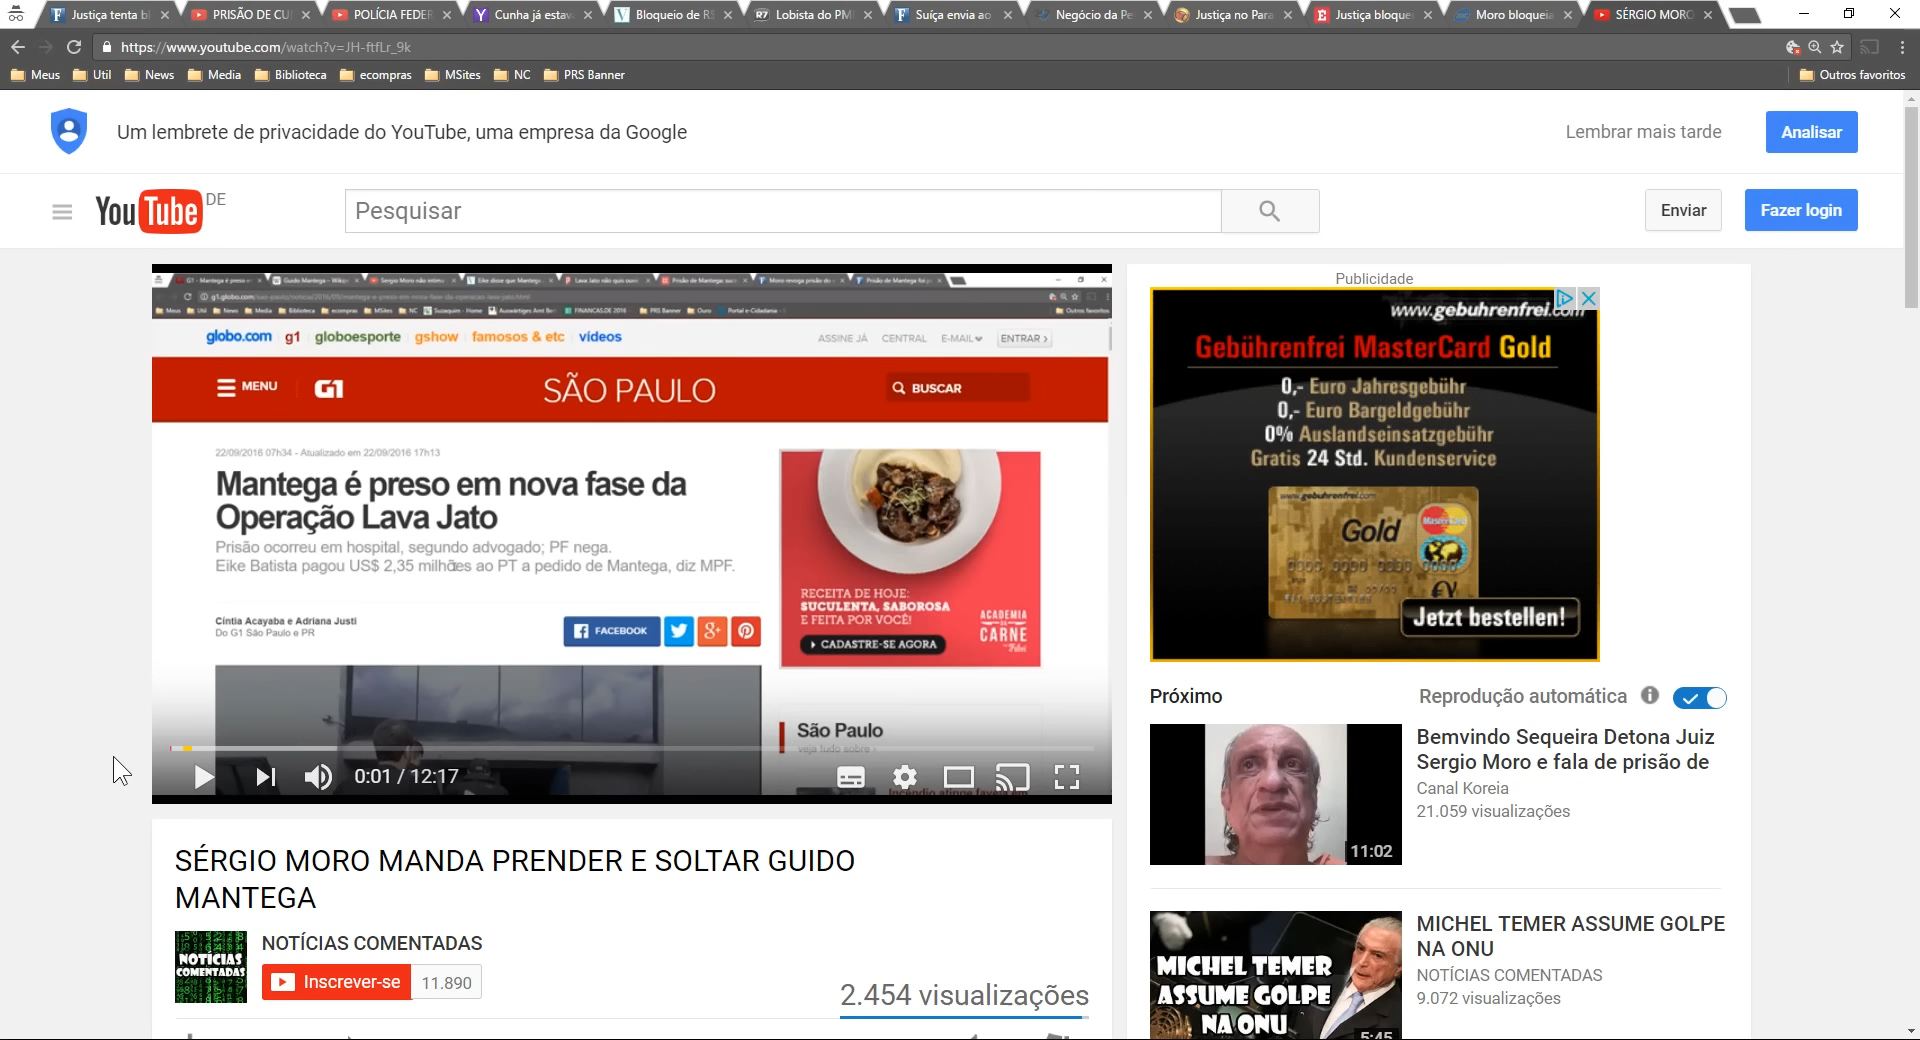 Justiça tenta bl
PRISÃO DE CU
POLÍCIA FEDER
Cunha já estav
Bloqueio de R$
Lobista do PM
Suíça envia ao
Negócio da Pe
Justiça no Para
Justiça bloque
Moro bloqueia
SÉRGIO MORO
https://www.youtube.com/watch?v=JH-ftfLr_9k
Meus Util News Media Biblioteca ecompras MSites NC PRS Banner Outros favoritos
Um lembrete de privacidade do YouTube, uma empresa da Google
Lembrar mais tarde
Analisar
YouTube DE
Pesquisar
Enviar
Fazer login
globo.com g1 globoesporte gshow famosos & etc vídeos
ASSINE JÁ CENTRAL E-MAIL ENTRAR
MENU G1 SÃO PAULO BUSCAR
22/09/2016 07h34 - Atualizado em 22/09/2016 17h13
Mantega é preso em nova fase da
Operação Lava Jato
Prisão ocorreu em hospital, segundo advogado; PF nega.
Eike Batista pagou US$ 2,35 milhões ao PT a pedido de Mantega, diz MPF.
Cíntia Acayaba e Adriana Justi
Do G1 São Paulo e PR
FACEBOOK
RECEITA DE HOJE:
SUCULENTA, SABOROSA
E FEITA POR VOCÊ!
CADASTRE-SE AGORA
ACADEMIA
DA
CARNE
São Paulo
veja tudo sobre
0:01 / 12:17
SÉRGIO MORO MANDA PRENDER E SOLTAR GUIDO
MANTEGA
NOTÍCIAS
COMENTADAS
NOTÍCIAS COMENTADAS
Inscrever-se 11.890
2.454 visualizações
Publicidade
www.gebuhrenfrei.com
Gebührenfrei MasterCard Gold
0,- Euro Jahresgebühr
0,- Euro Bargeldgebühr
0% Auslandseinsatzgebühr
Gratis 24 Std. Kundenservice
www.gebuhrenfrei.com
Gold
MasterCard
Jetzt bestellen!
Próximo
Reprodução automática
Bemvindo Sequeira Detona Juiz
Sergio Moro e fala de prisão de
Canal Koreia
21.059 visualizações
11:02
MICHEL TEMER ASSUME GOLPE
NA ONU
NOTÍCIAS COMENTADAS
9.072 visualizações
MICHEL TEMER
ASSUME GOLPE
NA ONU
5:45